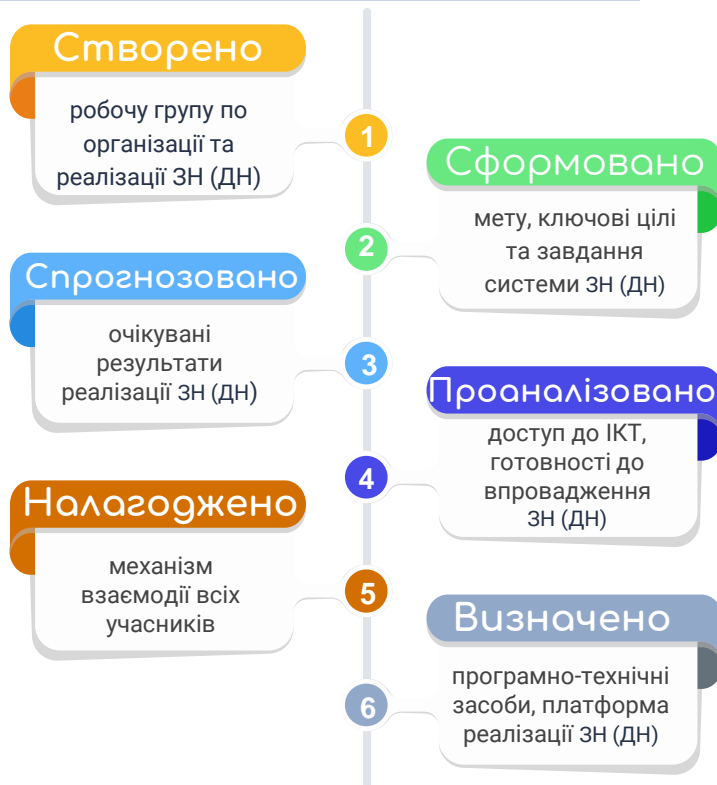 Створено
робочу групу по
організації та
реалізації ЗН (ДН)
1
Сформовано
мету, ключові цілі
та завдання
системи ЗН (ДН)
2
Спрогнозовано
очікувані
результати
реалізації ЗН (ДН)
3
Проаналізовано
доступ до ІКТ,
готовності до
впровадження
ЗН (ДН)
4
Налагоджено
механізм
взаємодії всіх
учасників
5
Визначено
програмно-технічні
засоби, платформа
реалізації ЗН (ДН)
6